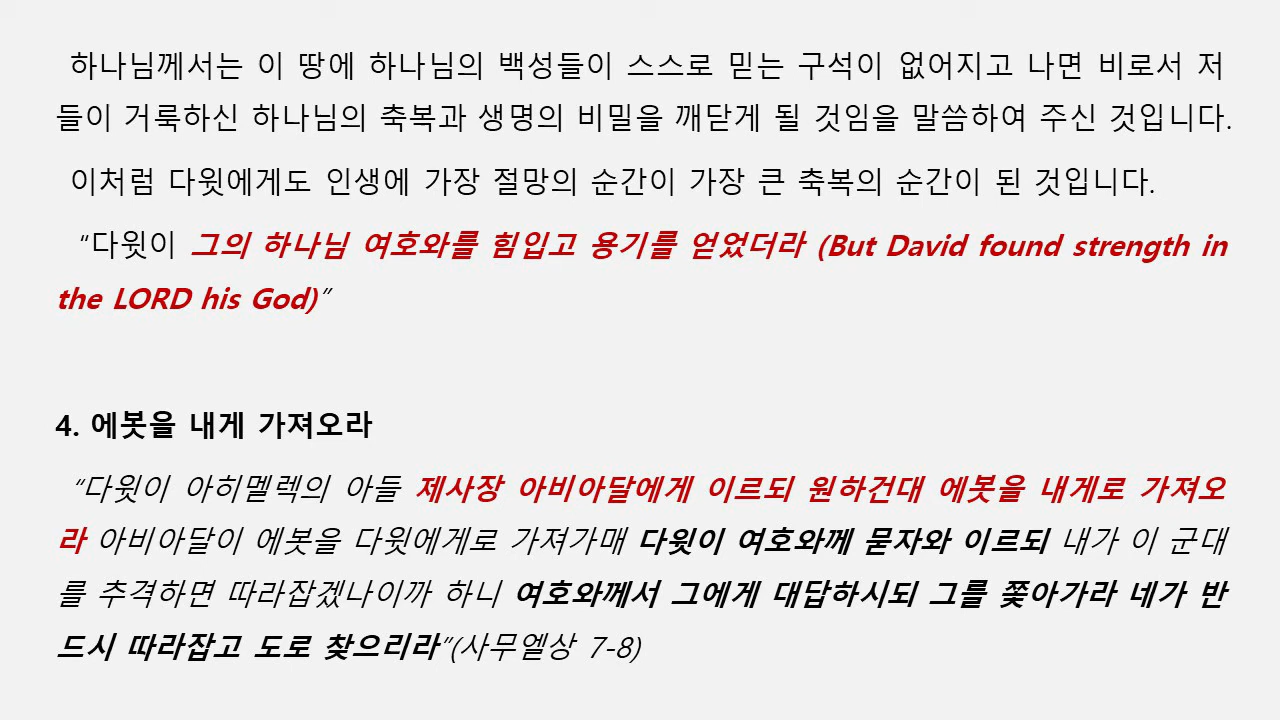 하나님께서는 이 땅에 하나님의 백성들이 스스로 믿는 구석이 없어지고 나면 비로서 저
들이 거룩하신 하나님의 축복과 생명의 비밀을 깨닫게 될 것임을 말씀하여 주신 것입니다.
이처럼 다윗에게도 인생에 가장 절망의 순간이 가장 큰 축복의 순간이 된 것입니다.
“다윗이 그의 하나님 여호와를 힘입고 용기를 얻었더라 (But David found strength in
the LORD his God)”
4. 에봇을 내게 가져오라
“다윗이 아히멜렉의 아들 제사장 아비아달에게 이르되 원하건대 에봇을 내게로 가져오
라 아비아달이 에봇을 다윗에게로 가져가매 다윗이 여호와께 묻자와 이르되 내가 이 군대
를 추격하면 따라잡겠나이까 하니 여호와께서 그에게 대답하시되 그를 쫓아가라 네가 반
드시 따라잡고 도로 찾으리라”(사무엘상 7-8)